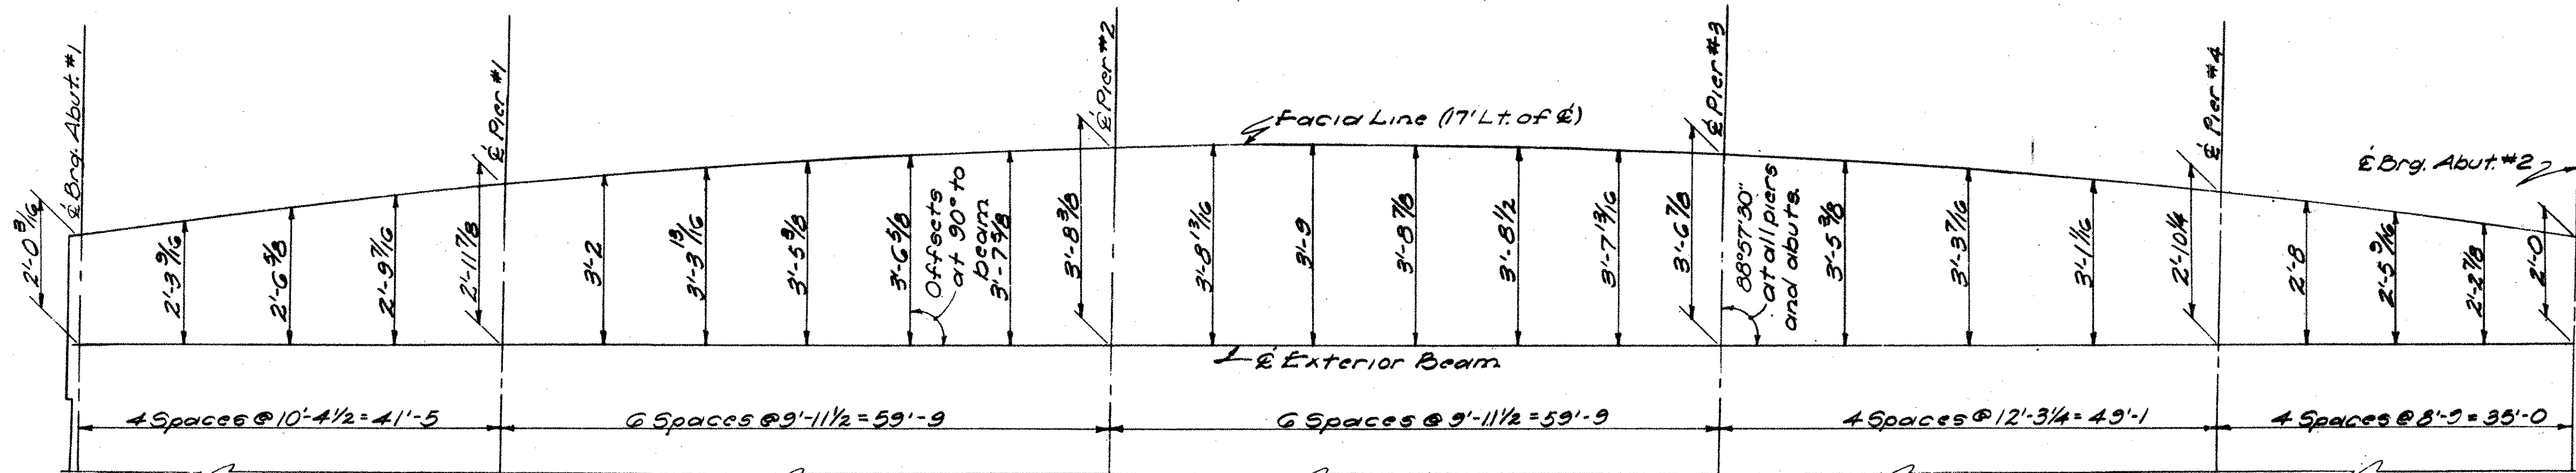 ℄ Brg. Abut. #1
℄ Pier #1
℄ Pier #2
℄ Pier #3
℄ Pier #4
℄ Brg. Abut. #2
Facia Line (17' Lt. of ℄)
2'-0 3/16
2'-3 9/16
2'-6 5/8
2'-9 7/16
2'-11 7/8
3'-2
3'-3 13/16
3'-5 3/8
3'-6 5/8
Offsets
at 90° to
beam
3'-7 5/8
3'-8 3/8
3'-8 13/16
3'-9
3'-8 7/8
3'-8 1/2
3'-7 13/16
3'-6 7/8
88°57'30"
at all piers
and abuts.
3'-5 3/8
3'-3 7/16
3'-1 1/16
2'-10 1/4
2'-8
2'-5 9/16
2'-2 7/8
2'-0
℄ Exterior Beam
4 Spaces @ 10'-4 1/2 = 41'-5
6 Spaces @ 9'-11 1/2 = 59'-9
6 Spaces @ 9'-11 1/2 = 59'-9
4 Spaces @ 12'-3 1/4 = 49'-1
4 Spaces @ 8'-9 = 35'-0